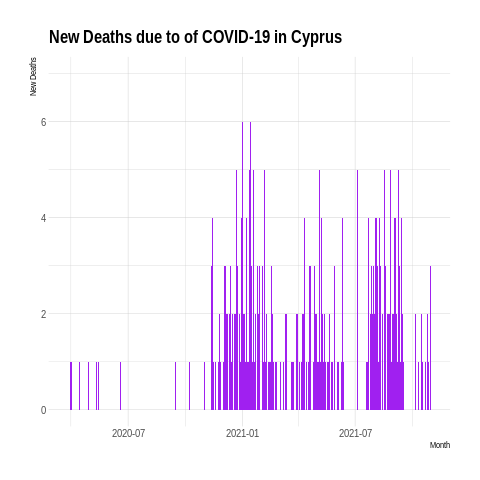 New Deaths due to of COVID-19 in Cyprus
New Deaths
6
4
2
0
2020-07
2021-01
2021-07
Month